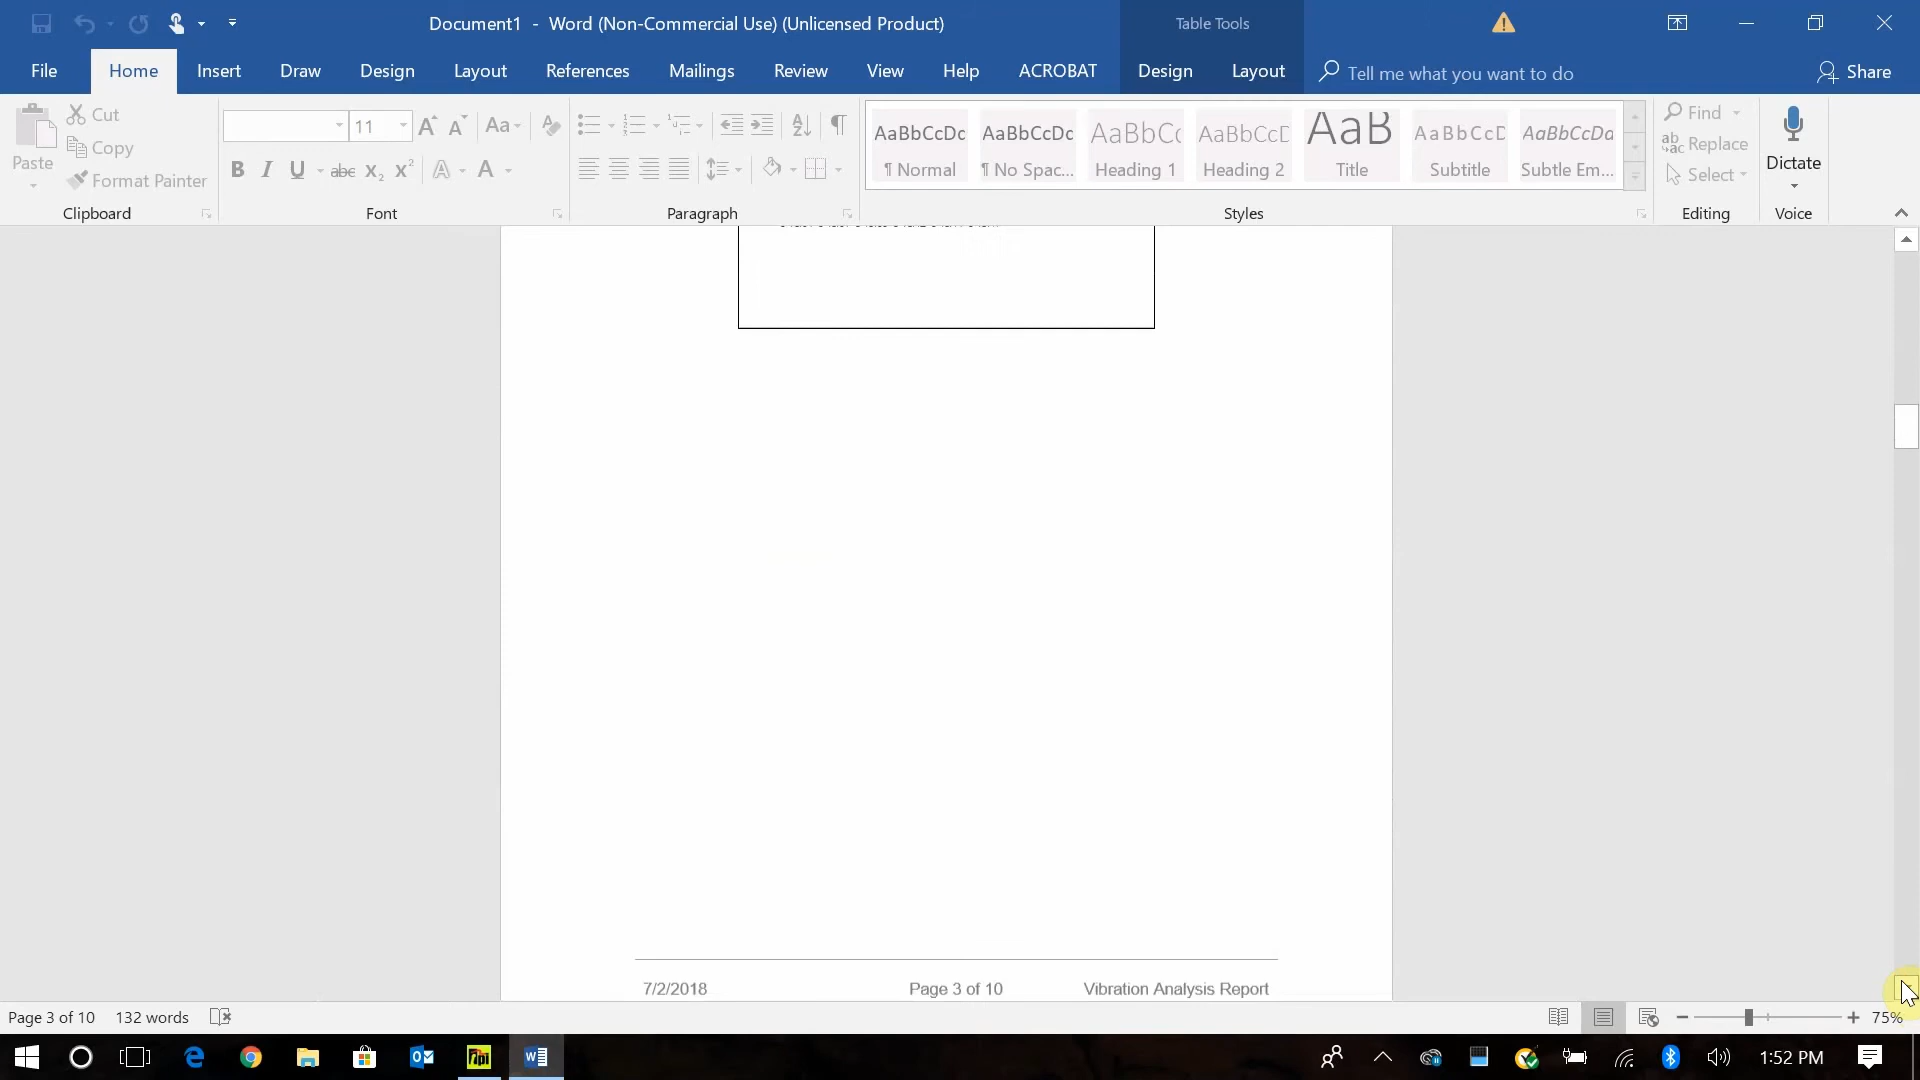 Document1 - Word (Non-Commercial Use) (Unlicensed Product)
Table Tools
File Home Insert Draw Design Layout References Mailings Review View Help ACROBAT Design Layout Tell me what you want to do Share
Paste
Cut
Copy
Format Painter
Clipboard
11
Aa
B I U abc X₂ X² A A
Font
Paragraph
AaBbCcDc AaBbCcDc AaBbCc AaBbCcD AaB AaBbCcD AaBbCcDa
¶ Normal ¶ No Spac... Heading 1 Heading 2 Title Subtitle Subtle Em...
Styles
Find
Replace
Select
Editing
Dictate
Voice
7/2/2018 Page 3 of 10 Vibration Analysis Report
Page 3 of 10 132 words 75%
1:52 PM